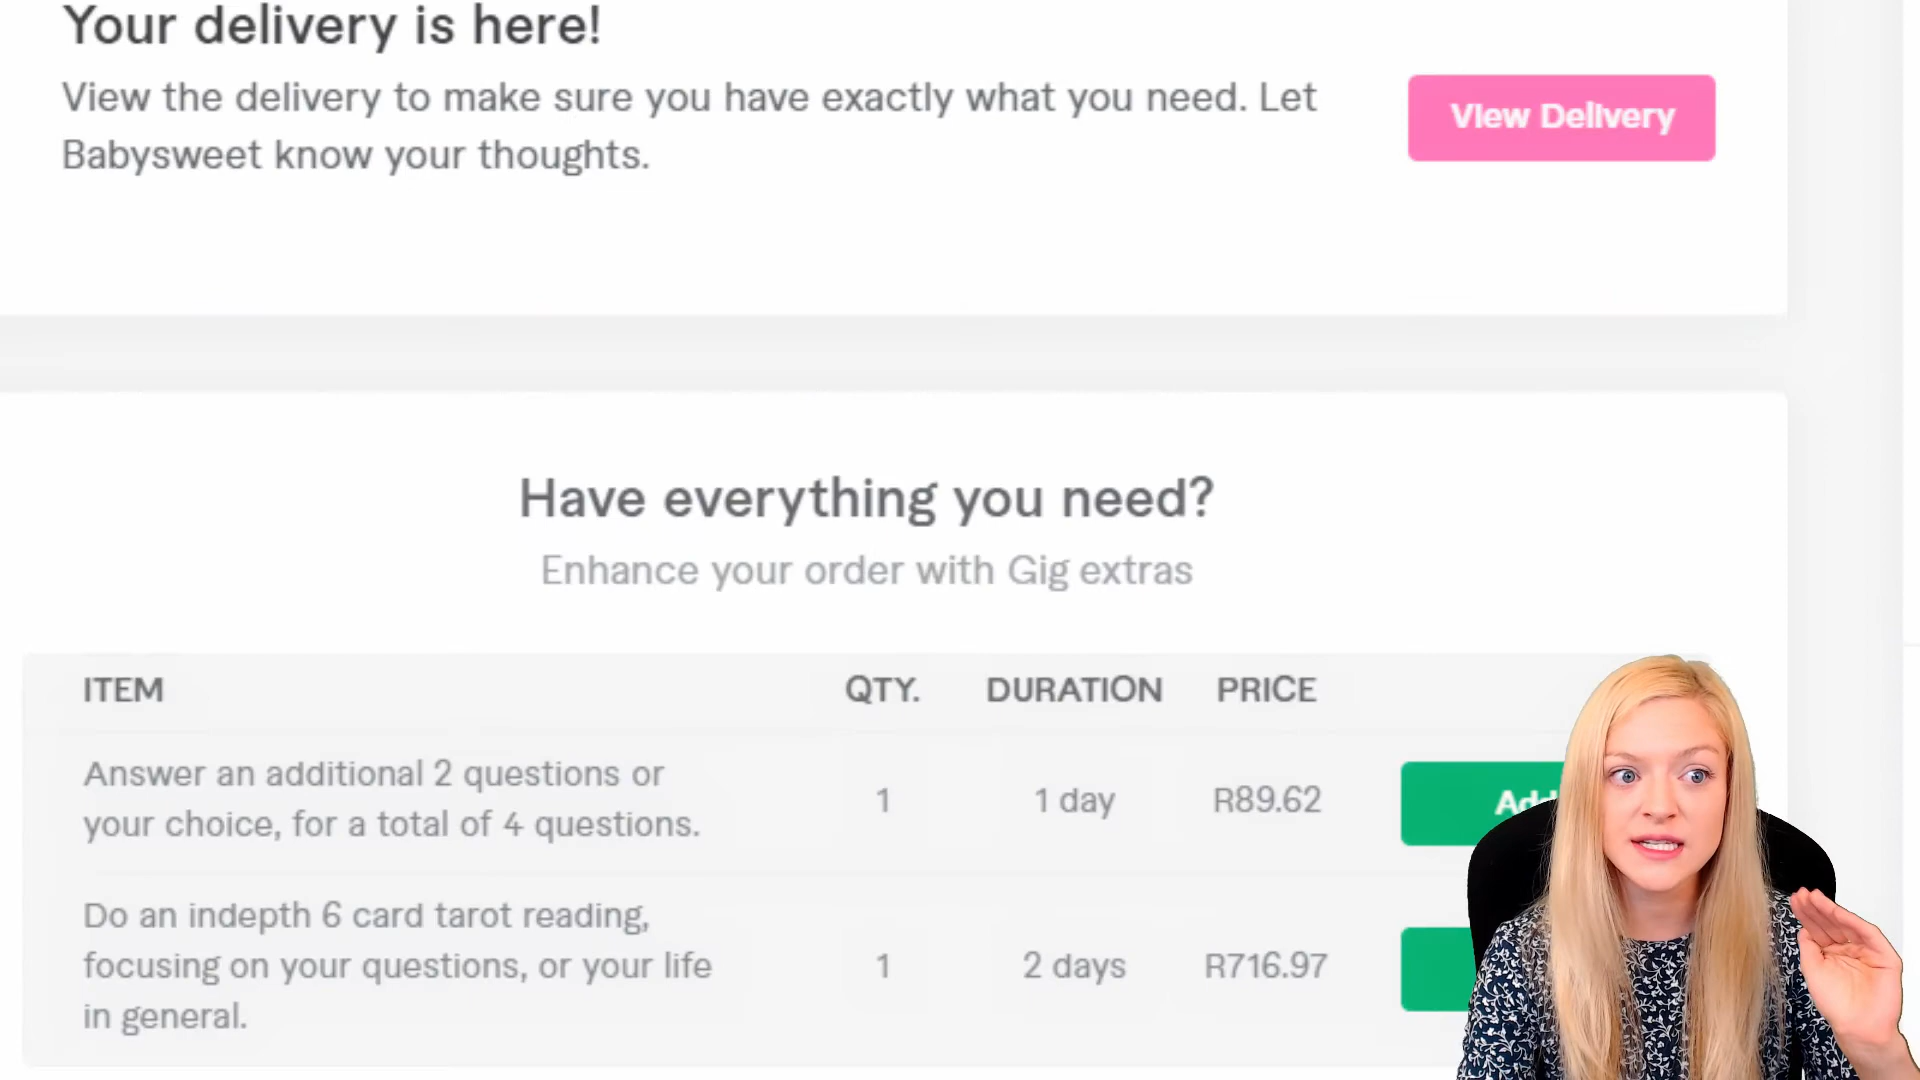 Your delivery is here!
View the delivery to make sure you have exactly what you need. Let
Babysweet know your thoughts.
View Delivery
Have everything you need?
Enhance your order with Gig extras
ITEM QTY. DURATION PRICE
Answer an additional 2 questions or
your choice, for a total of 4 questions.
1 1 day R89.62
Add
Do an indepth 6 card tarot reading,
focusing on your questions, or your life
in general.
1 2 days R716.97